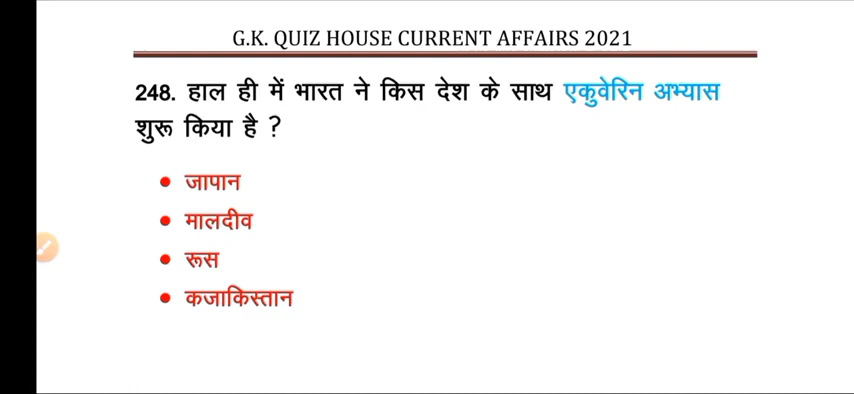 G.K. QUIZ HOUSE CURRENT AFFAIRS 2021
248. हाल ही में भारत ने किस देश के साथ एकुवेरिन अभ्यास
शुरू किया है ?
• जापान
• मालदीव
• रूस
• कजाकिस्तान